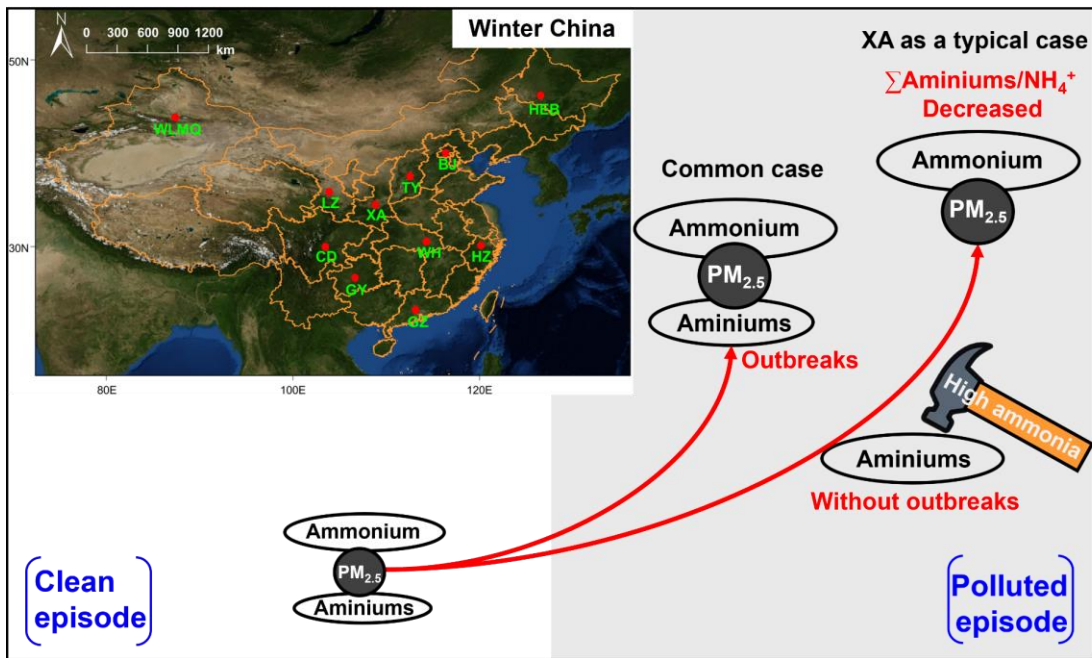 N
0 300 600 900 1200
km
Winter China
50N
30N
80E 100E 120E
WLMQ
HEB
BJ
TY
LZ
XA
CD
WH
HZ
GY
GZ
XA as a typical case
∑Aminiums/NH₄⁺
Decreased
Ammonium
PM₂.₅
Common case
Ammonium
PM₂.₅
Aminiums
Outbreaks
High ammonia
Aminiums
Without outbreaks
Ammonium
PM₂.₅
Aminiums
Clean
episode
Polluted
episode